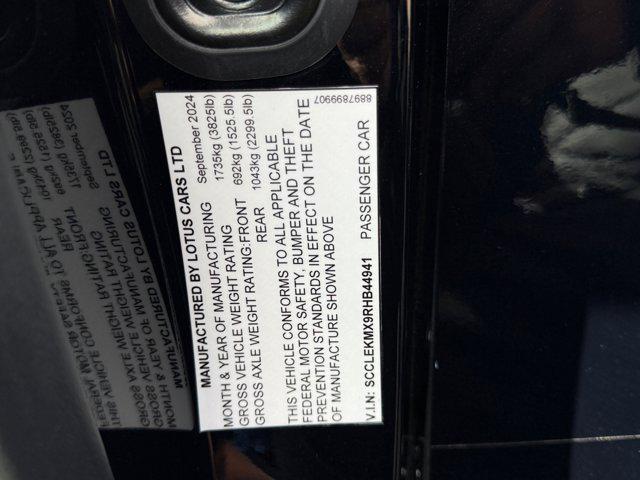 MANUFACTURED BY LOTUS CARS LTD
MONTH & YEAR OF MANUFACTURING September 2024
GROSS VEHICLE WEIGHT RATING 1735kg (3825lb)
GROSS AXLE WEIGHT RATING:FRONT 692kg (1525.5lb)
REAR 1043kg (2299.5lb)
THIS VEHICLE CONFORMS TO ALL APPLICABLE
FEDERAL MOTOR SAFETY, BUMPER AND THEFT
PREVENTION STANDARDS IN EFFECT ON THE DATE
OF MANUFACTURE SHOWN ABOVE
8897899907
V.I.N: SCCLEKMX9RHB44941 PASSENGER CAR